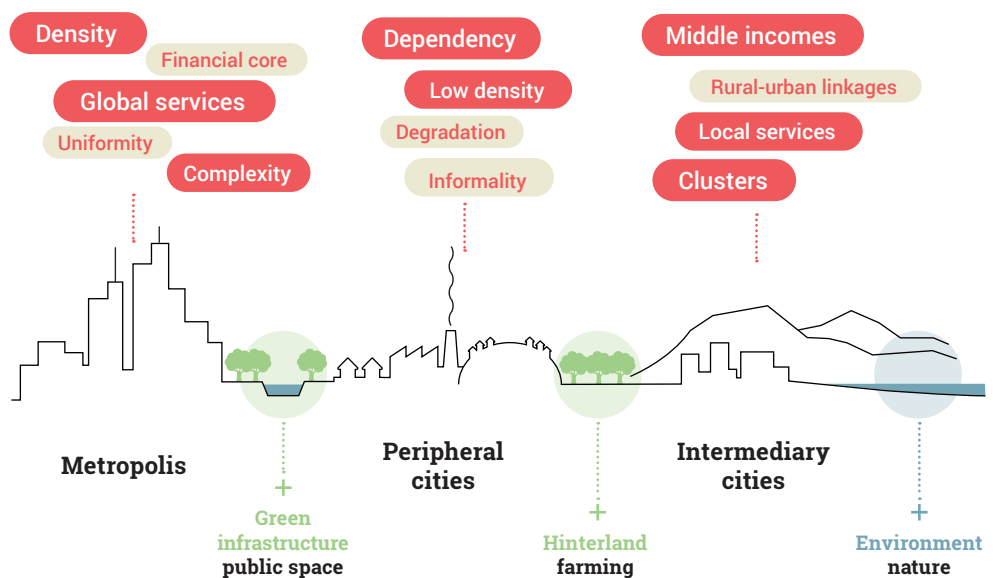 Density
Financial core
Global services
Uniformity
Complexity
Dependency
Low density
Degradation
Informality
Middle incomes
Rural-urban linkages
Local services
Clusters
Metropolis
Peripheral
cities
Intermediary
cities
+
Green
infrastructure
public space
+
Hinterland
farming
+
Environment
nature